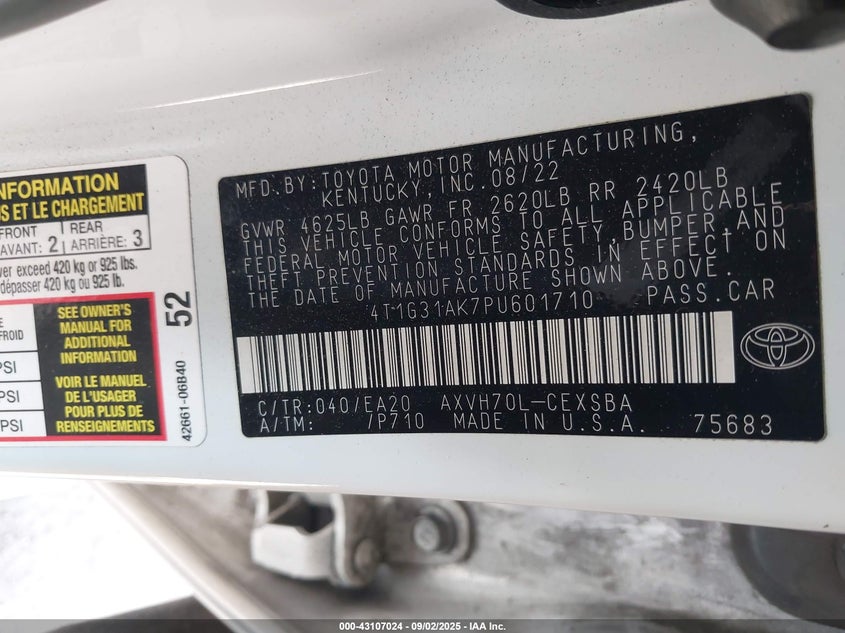 INFORMATION
OS ET LE CHARGEMENT
FRONT
AVANT: 2
REAR
ARRIÈRE: 3
ver exceed 420 kg or 925 lbs.
dépasser 420 kg ou 925 lb.
FROID
PSI
PSI
PSI
SEE OWNER'S
MANUAL FOR
ADDITIONAL
INFORMATION
VOIR LE MANUEL
DE L'USAGER
POUR PLUS DE
RENSEIGNEMENTS
52
42661-06B40
MFD.BY:TOYOTA MOTOR MANUFACTURING,
KENTUCKY,INC.08/22
GVWR 4625LB GAWR FR 2620LB RR 2420LB
THIS VEHICLE CONFORMS TO ALL APPLICABLE
FEDERAL MOTOR VEHICLE SAFETY,BUMPER,AND
THEFT PREVENTION STANDARDS IN EFFECT ON
THE DATE OF MANUFACTURE SHOWN ABOVE.
4T1G31AK7PU601710 PASS.CAR
C/TR:040/EA20 AXVH70L-CEXSBA
A/TM: /P710 MADE IN U.S.A. 75683
000-43107024 - 09/02/2025 - IAA Inc.